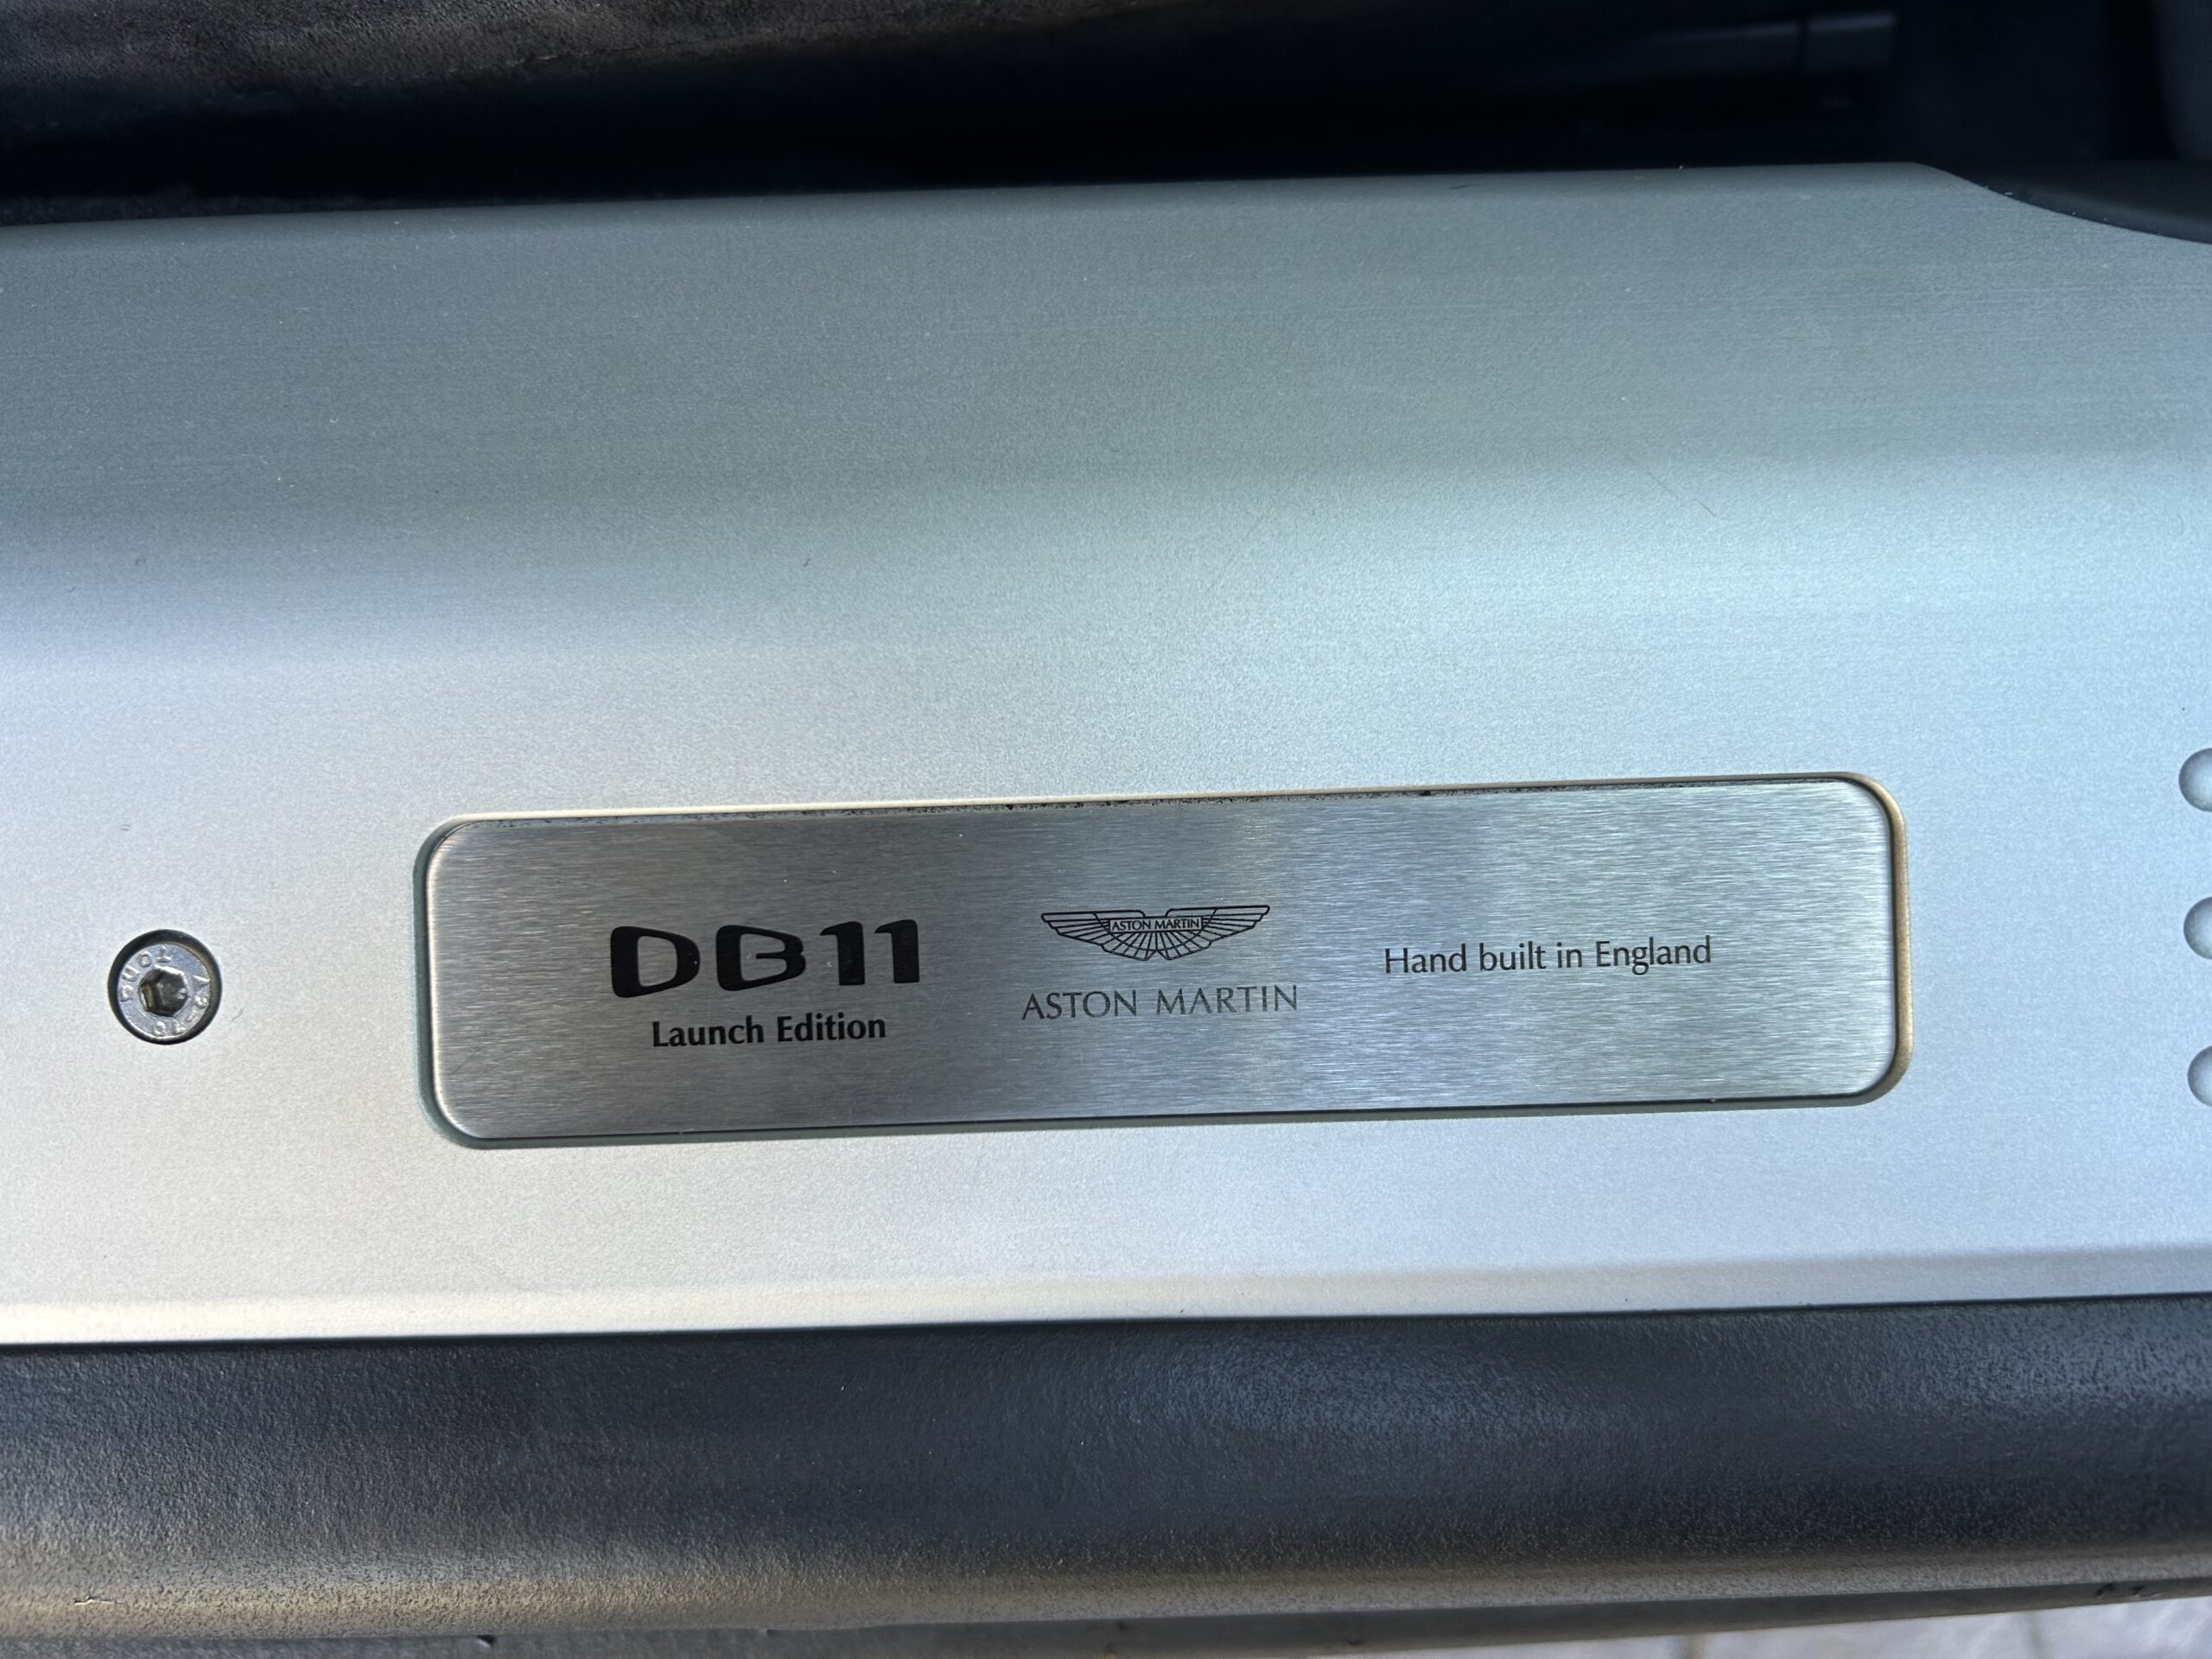 DB11
Launch Edition
ASTON MARTIN
ASTON MARTIN
Hand built in England